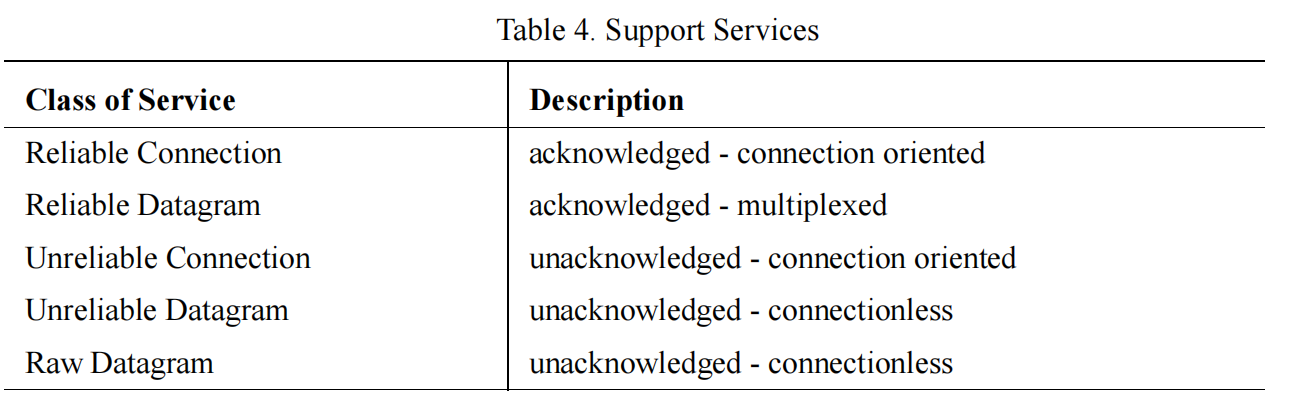 Table 4. Support Services
Class of Service Description
Reliable Connection acknowledged - connection oriented
Reliable Datagram acknowledged - multiplexed
Unreliable Connection unacknowledged - connection oriented
Unreliable Datagram unacknowledged - connectionless
Raw Datagram unacknowledged - connectionless